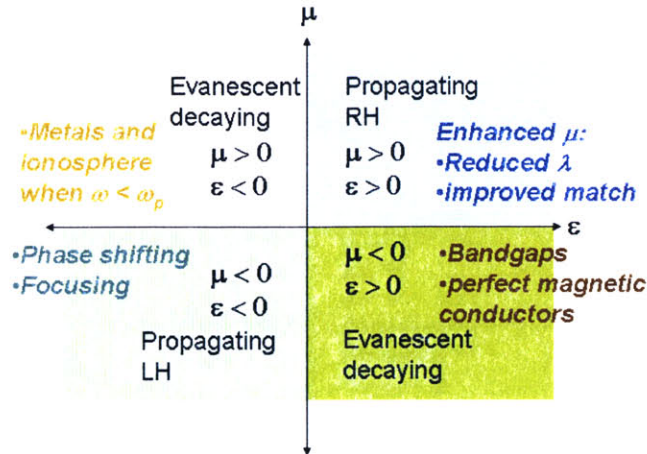 μ
Evanescent
decaying
μ > 0
ε < 0
Propagating
RH
μ > 0
ε > 0
•Metals and
ionosphere
when ω < ωp
Enhanced μ:
•Reduced λ
•improved match
ε
•Phase shifting
•Focusing
μ < 0
ε < 0
Propagating
LH
μ < 0
ε > 0
•Bandgaps
•perfect magnetic
conductors
Evanescent
decaying